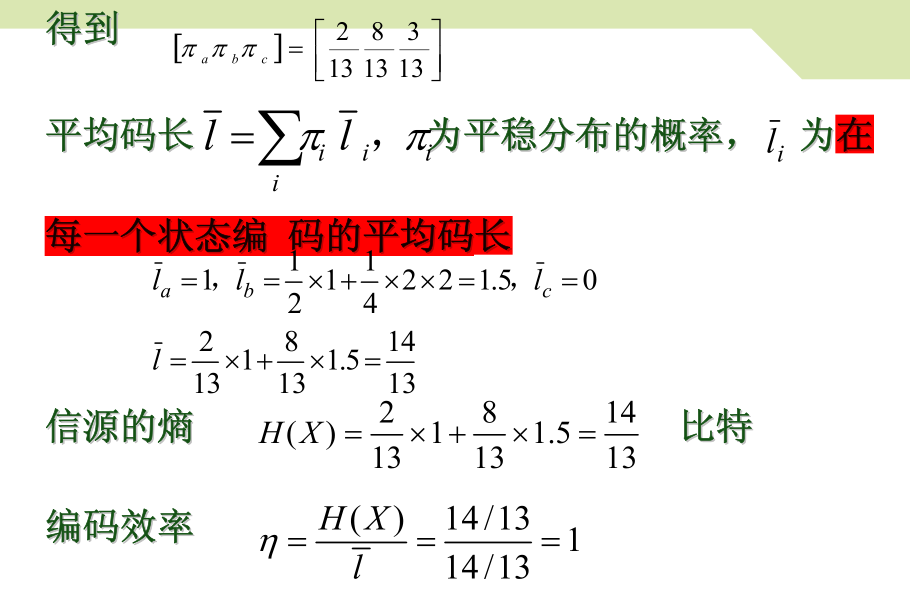 得到 [π_a π_b π_c] = [2/13 8/13 3/13]
平均码长 l̄ = ∑_i π_i l̄_i，π_i 为平稳分布的概率， l̄_i 为在
每一个状态编 码的平均码长
l̄_a = 1，l̄_b = 1/2 × 1 + 1/4 × 2 × 2 = 1.5，l̄_c = 0
l̄ = 2/13 × 1 + 8/13 × 1.5 = 14/13
信源的熵 H(X) = 2/13 × 1 + 8/13 × 1.5 = 14/13 比特
编码效率 η = H(X)/l̄ = (14/13)/(14/13) = 1